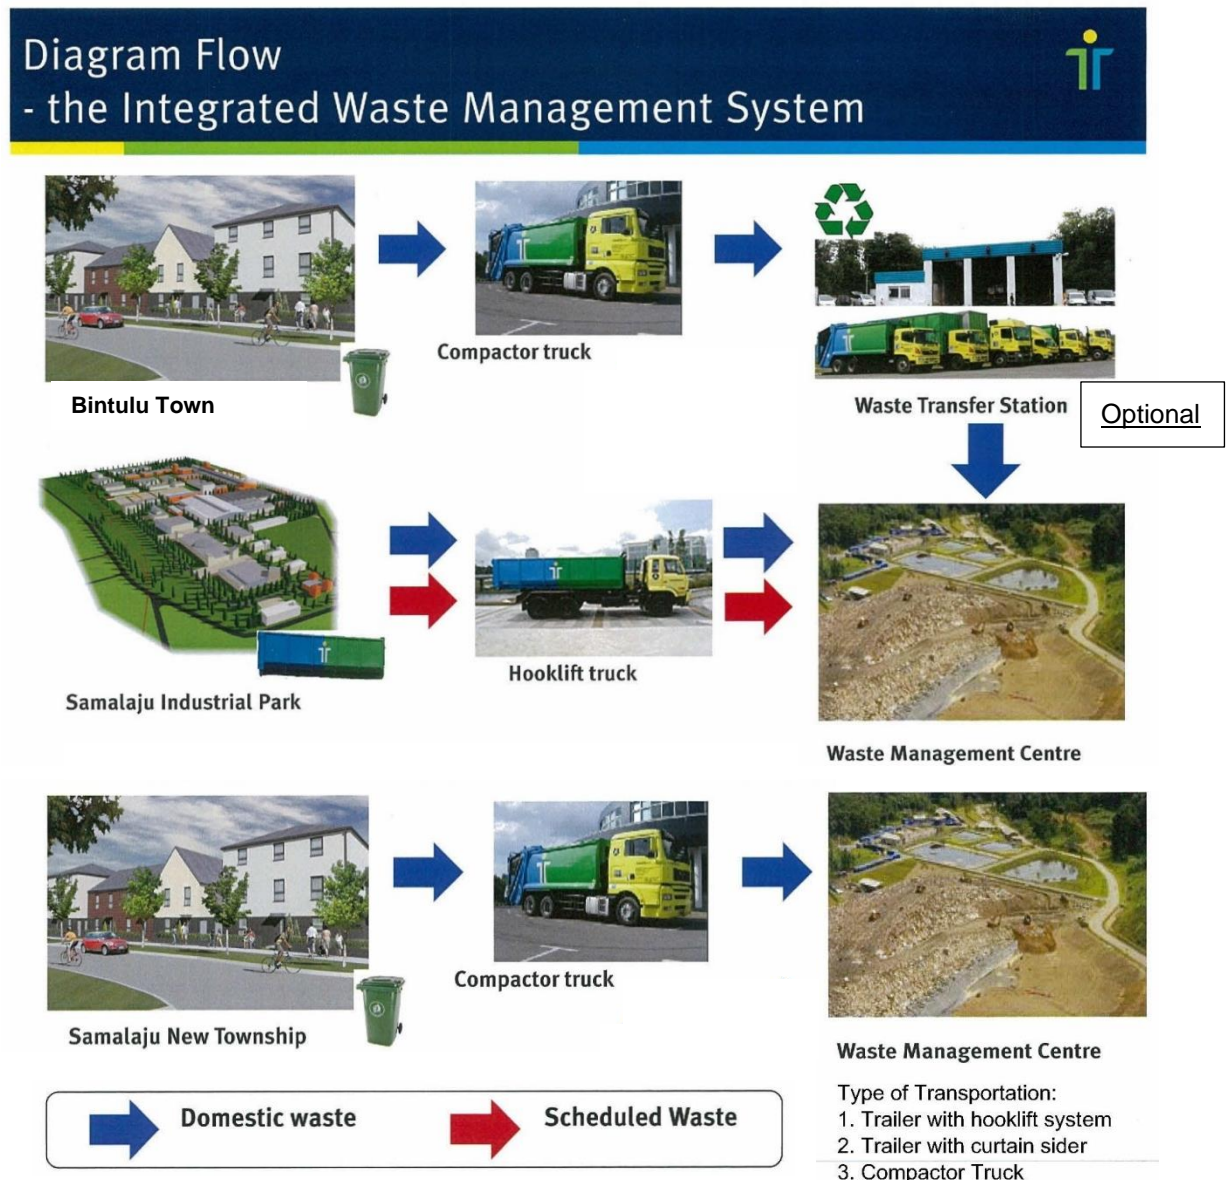 Diagram Flow
- the Integrated Waste Management System
Compactor truck
Bintulu Town
Waste Transfer Station
Optional
Hooklift truck
Samalaju Industrial Park
Waste Management Centre
Compactor truck
Samalaju New Township
Waste Management Centre
Domestic waste
Scheduled Waste
Type of Transportation:
1. Trailer with hooklift system
2. Trailer with curtain sider
3. Compactor Truck